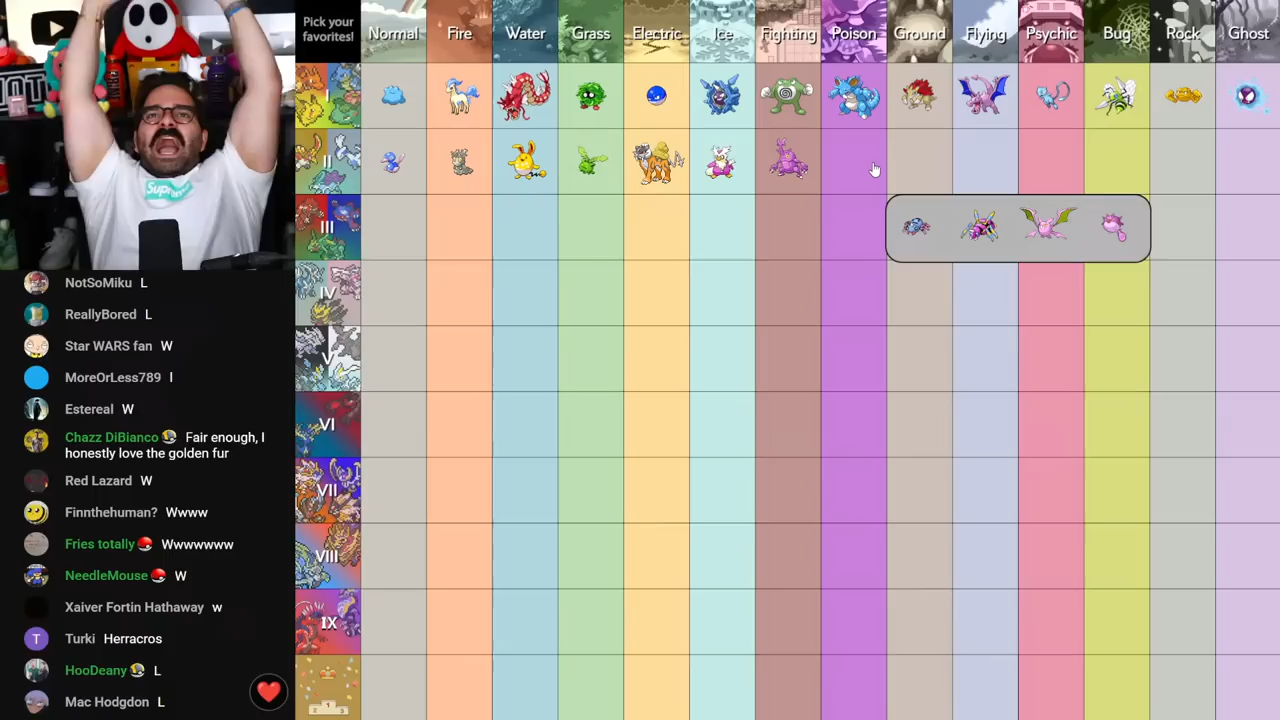 Pick your
favorites!
Normal
Fire
Water
Grass
Electric
Ice
Fighting
Poison
Ground
Flying
Psychic
Bug
Rock
Ghost
I
II
III
IV
V
VI
VII
VIII
IX
Supreme
NotSoMiku L
ReallyBored L
Star WARS fan W
MoreOrLess789 l
Estereal W
Chazz DiBianco Fair enough, I
honestly love the golden fur
Red Lazard W
Finnthehuman? Wwww
Fries totally Wwwwwww
NeedleMouse W
Xaiver Fortin Hathaway w
T
Turki Herracros
HooDeany L
Mac Hodgdon L